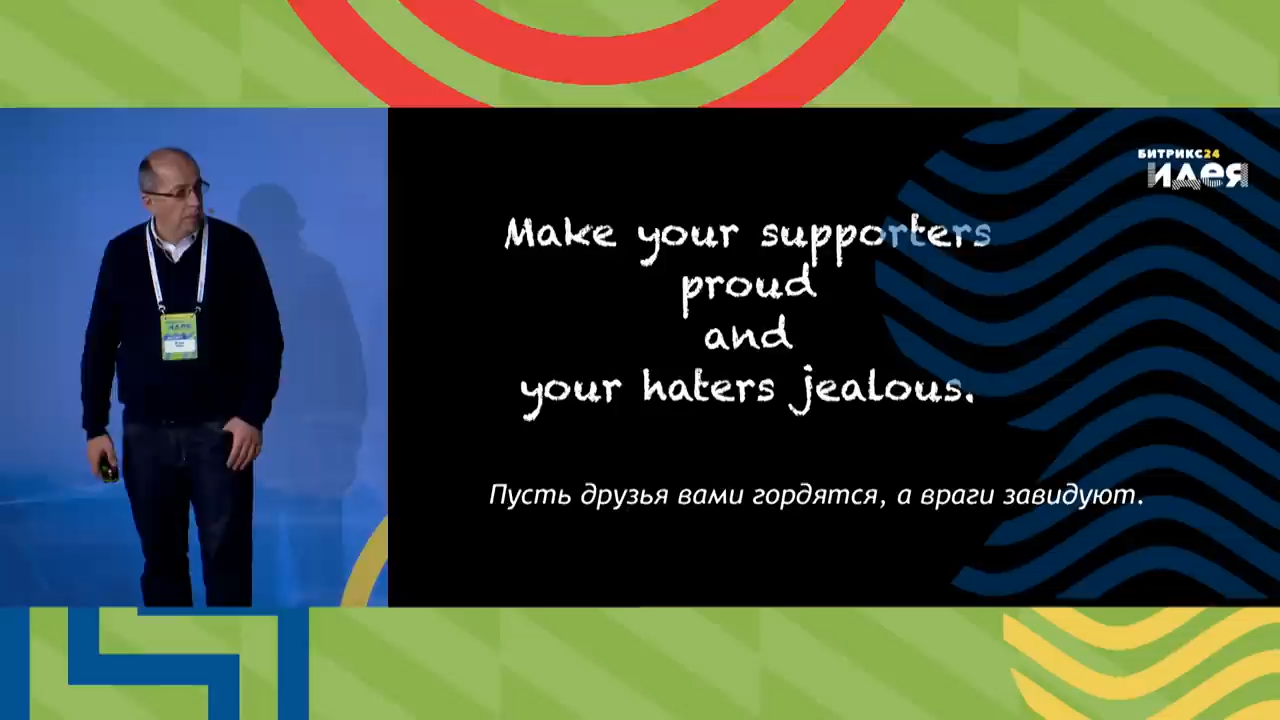 БИТРИКС24
идея
Make your supporters
proud
and
your haters jealous.
Пусть друзья вами гордятся, а враги завидуют.